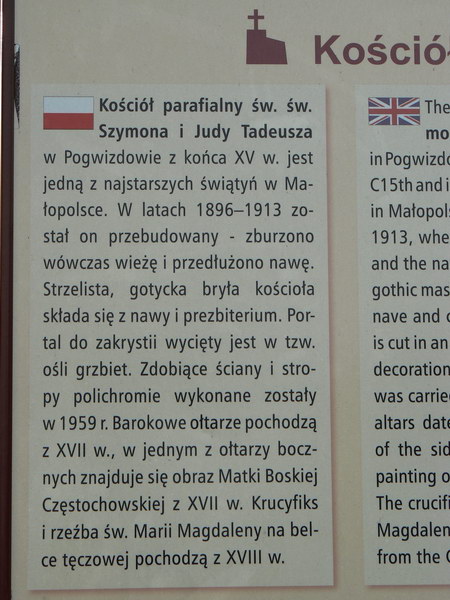 Kośció
Kościół parafialny św. św.
Szymona i Judy Tadeusza
w Pogwizdowie z końca XV w. jest
jedną z najstarszych świątyń w Ma-
łopolsce. W latach 1896–1913 zo-
stał on przebudowany - zburzono
wówczas wieżę i przedłużono nawę.
Strzelista, gotycka bryła kościoła
składa się z nawy i prezbiterium. Por-
tal do zakrystii wycięty jest w tzw.
ośli grzbiet. Zdobiące ściany i stro-
py polichromie wykonane zostały
w 1959 r. Barokowe ołtarze pochodzą
z XVII w., w jednym z ołtarzy bocz-
nych znajduje się obraz Matki Boskiej
Częstochowskiej z XVII w. Krucyfiks
i rzeźba św. Marii Magdaleny na bel-
ce tęczowej pochodzą z XVIII w.
The
mo
in Pogwizdo
C15th and i
in Małopols
1913, whe
and the na
gothic mas
nave and c
is cut in an
decoration
was carrie
altars date
of the sid
painting o
The crucifi
Magdalen
from the C